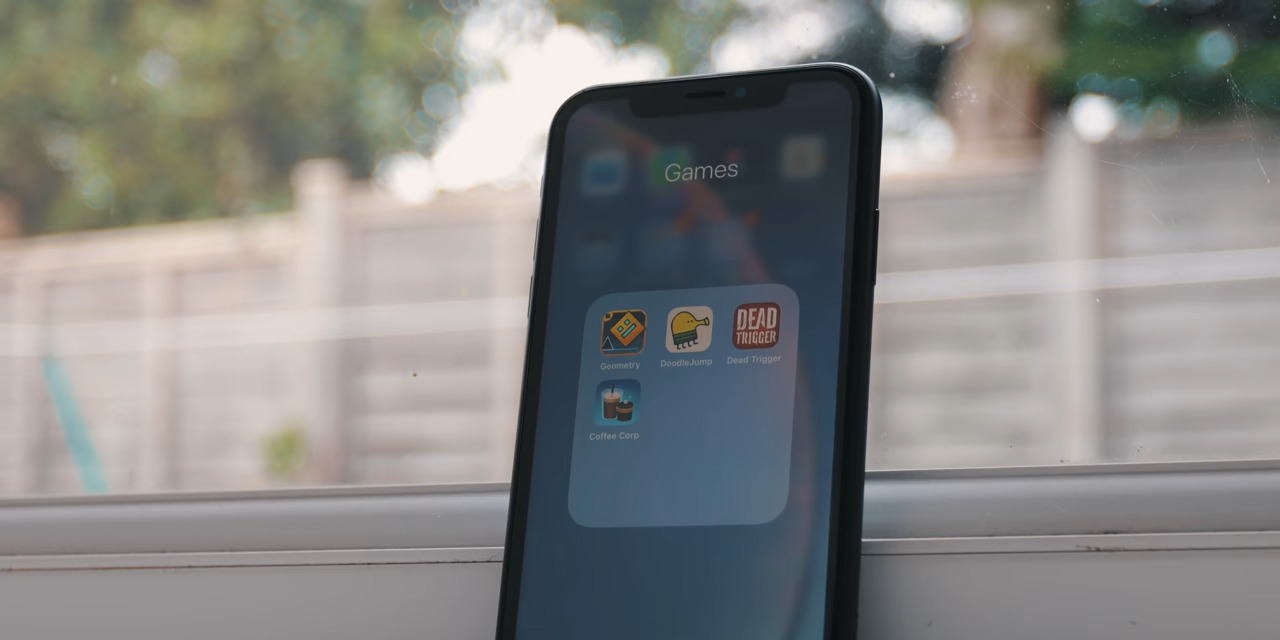 Games
DEAD
TRIGGER
Geometry
DoodleJump
Dead Trigger
Coffee Corp